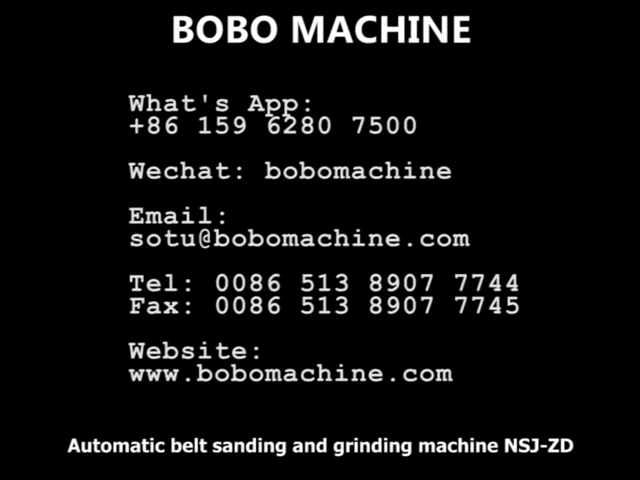 BOBO MACHINE
What's App:
+86 159 6280 7500
Wechat: bobomachine
Email:
sotu@bobomachine.com
Tel: 0086 513 8907 7744
Fax: 0086 513 8907 7745
Website:
www.bobomachine.com
Automatic belt sanding and grinding machine NSJ-ZD